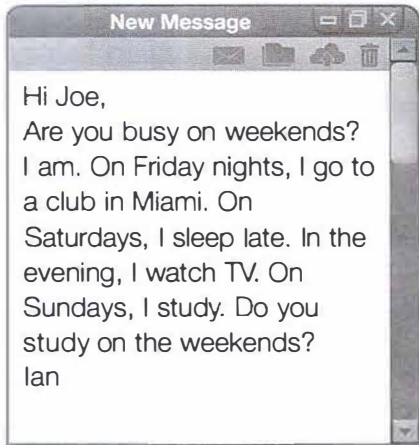 New Message
Hi Joe,
Are you busy on weekends?
I am. On Friday nights, I go to
a club in Miami. On
Saturdays, I sleep late. In the
evening, I watch TV. On
Sundays, I study. Do you
study on the weekends?
Ian